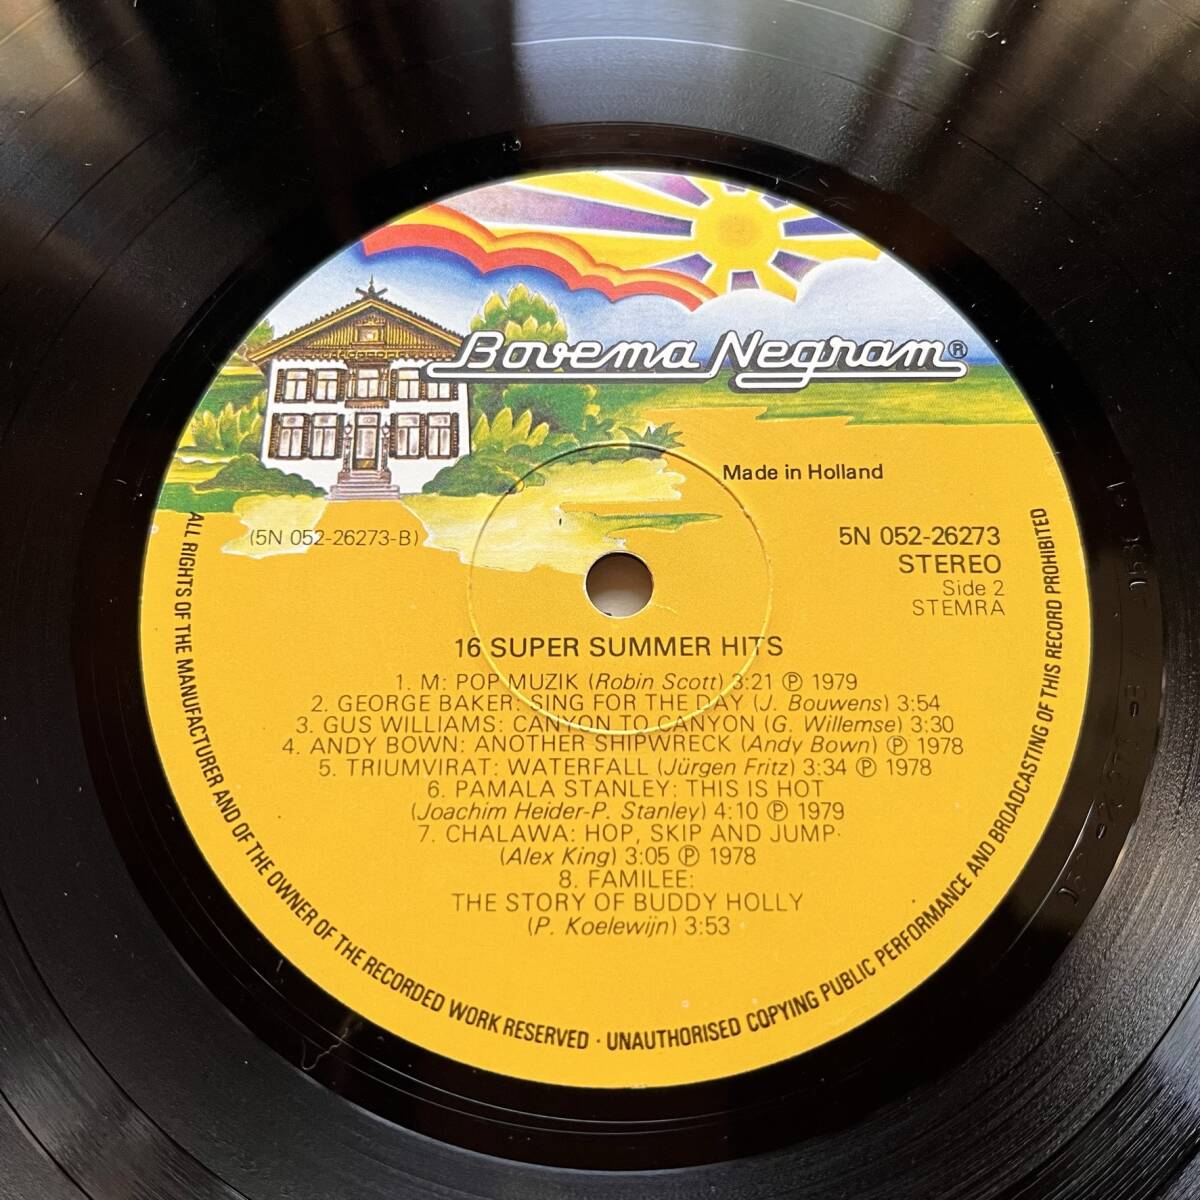 Bovema Negram®
Made in Holland
(5N 052-26273-B)
5N 052-26273
STEREO
Side 2
STEMRA
16 SUPER SUMMER HITS
1. M: POP MUZIK (Robin Scott) 3:21 ℗ 1979
2. GEORGE BAKER: SING FOR THE DAY (J. Bouwens) 3:54
3. GUS WILLIAMS: CANYON TO CANYON (G. Willemse) 3:30
4. ANDY BOWN: ANOTHER SHIPWRECK (Andy Bown) ℗ 1978
5. TRIUMVIRAT: WATERFALL (Jürgen Fritz) 3:34 ℗ 1978
6. PAMALA STANLEY: THIS IS HOT
(Joachim Heider-P. Stanley) 4:10 ℗ 1979
7. CHALAWA: HOP, SKIP AND JUMP
(Alex King) 3:05 ℗ 1978
8. FAMILEE:
THE STORY OF BUDDY HOLLY
(P. Koelewijn) 3:53
ALL RIGHTS OF THE MANUFACTURER AND OF THE OWNER OF THE RECORDED WORK RESERVED · UNAUTHORISED COPYING PUBLIC PERFORMANCE AND BROADCASTING OF THIS RECORD PROHIBITED